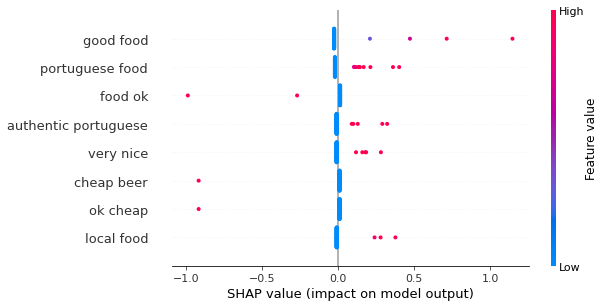 High
good food
portuguese food
food ok
authentic portuguese
very nice
cheap beer
ok cheap
local food
Low
Feature value
−1.0 −0.5 0.0 0.5 1.0
SHAP value (impact on model output)